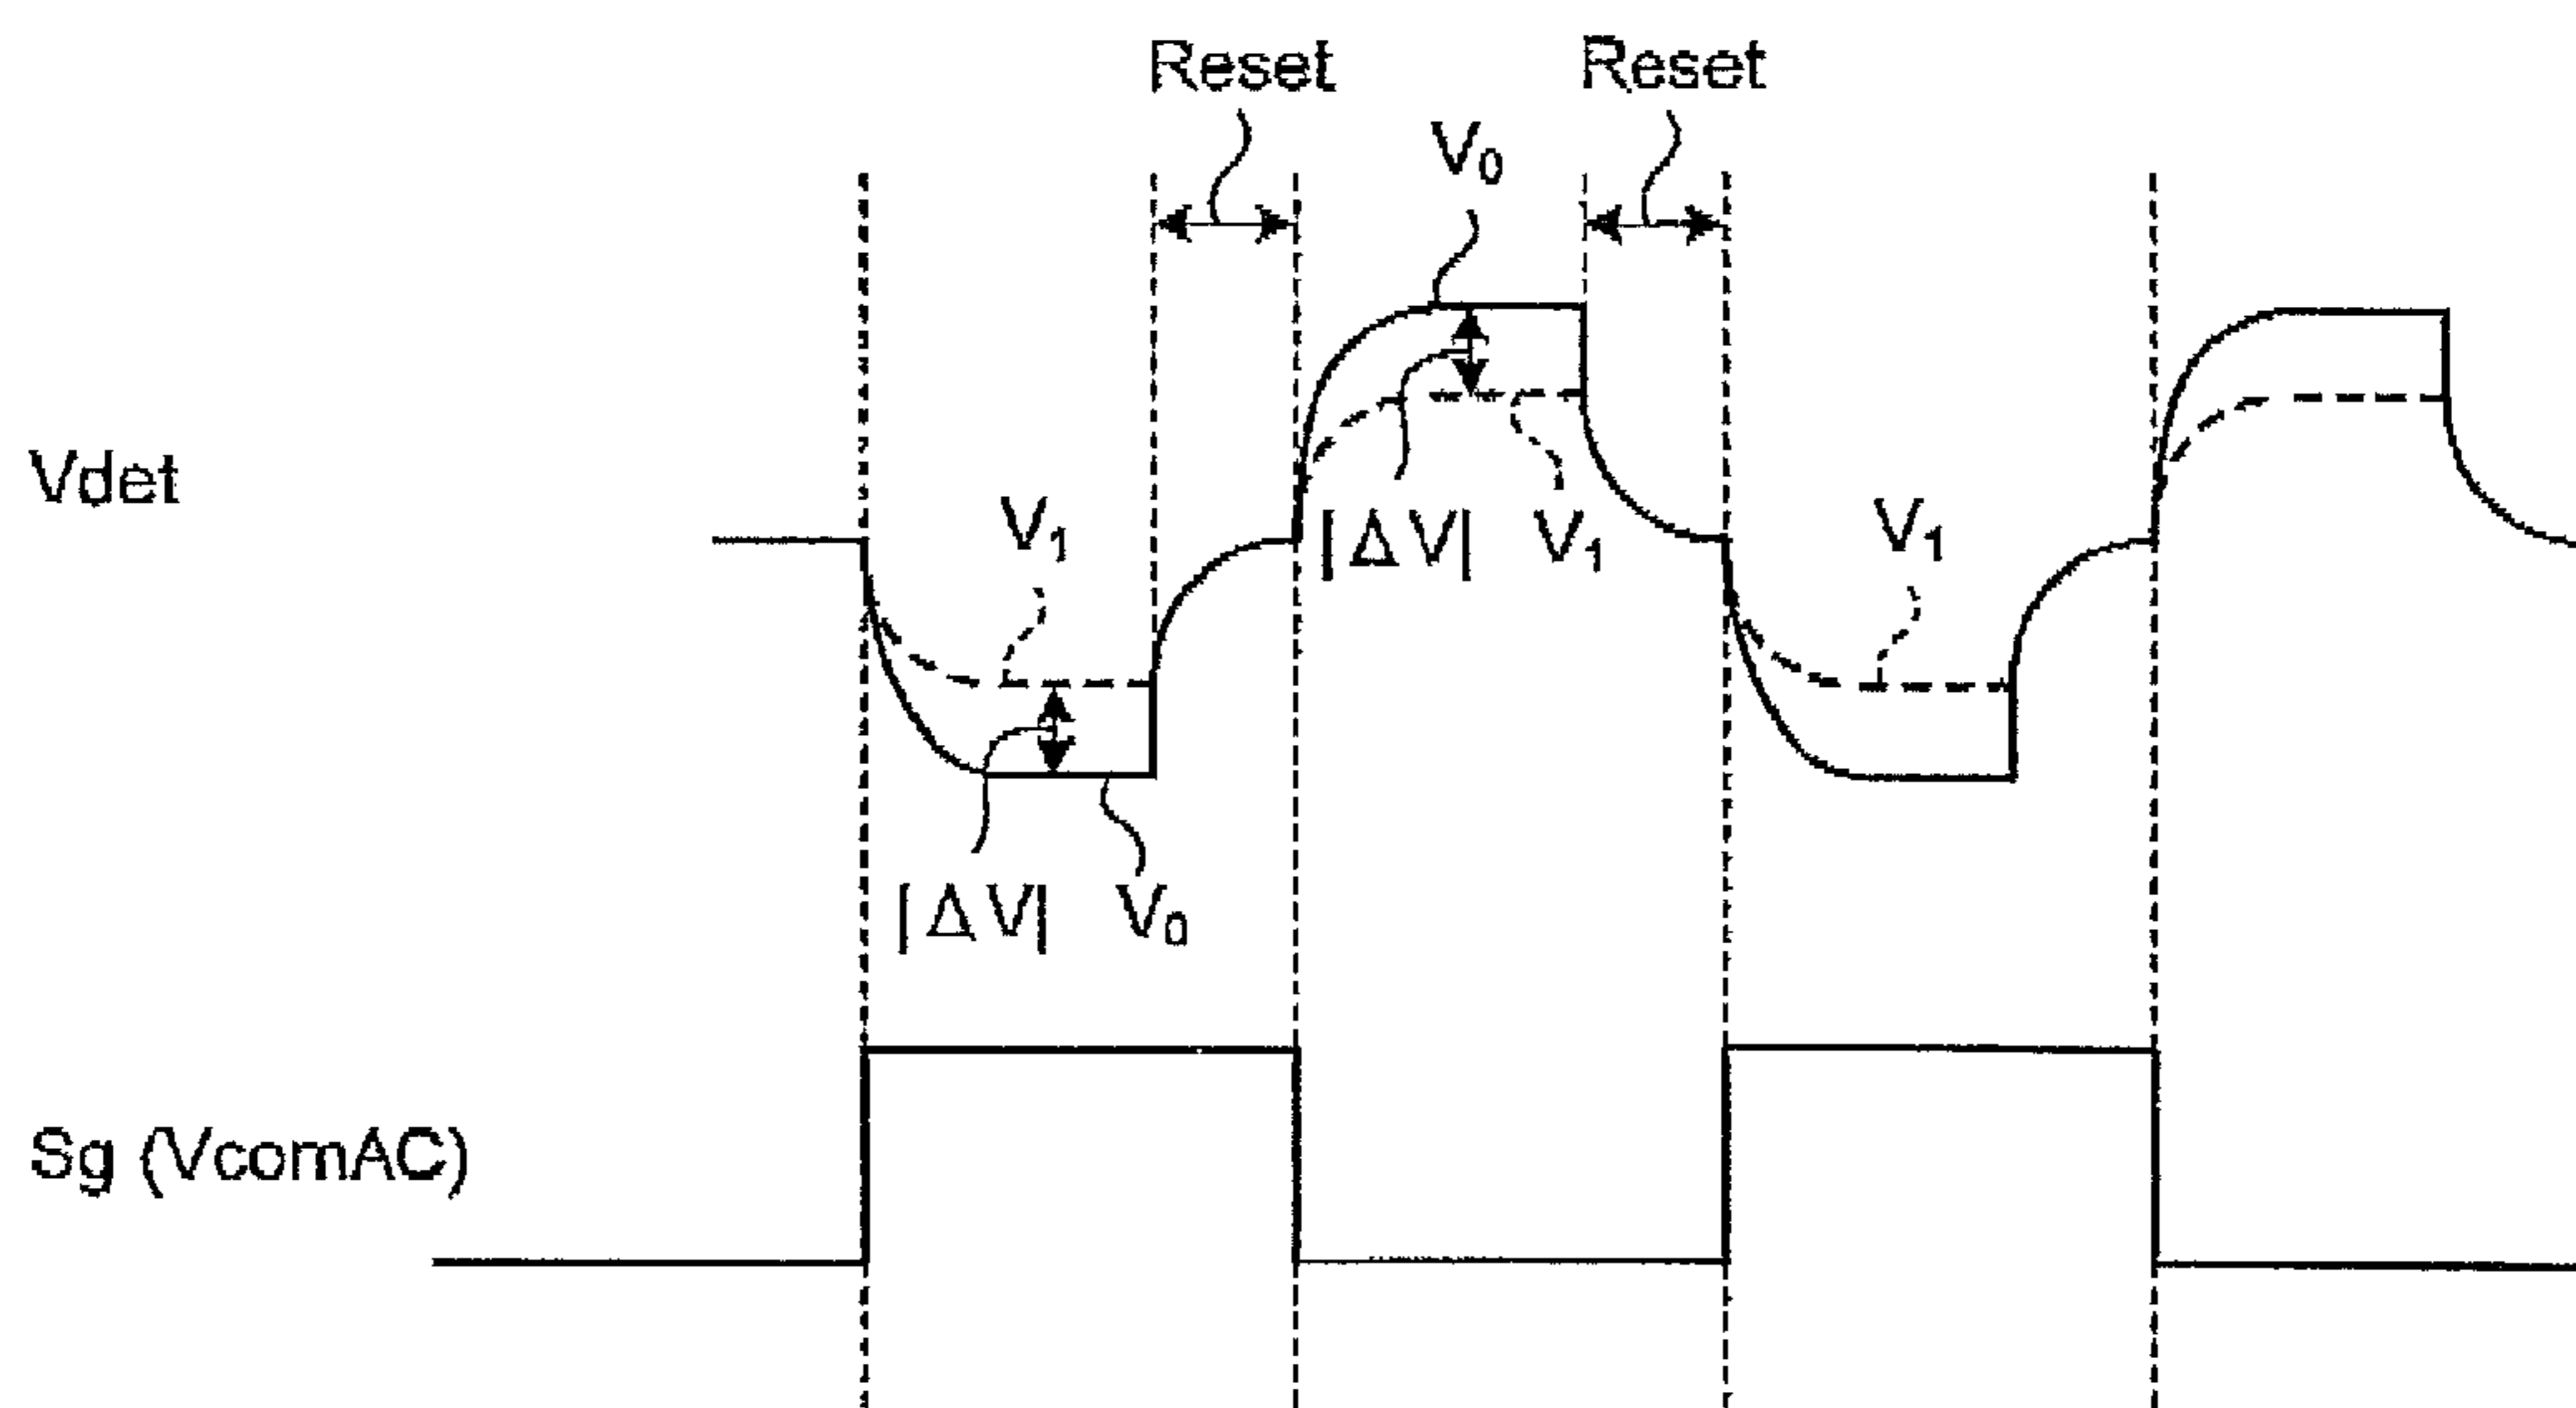 Reset Reset
V₀
Vdet
V₁ |ΔV| V₁ V₁
|ΔV| V₀
Sg (VcomAC)